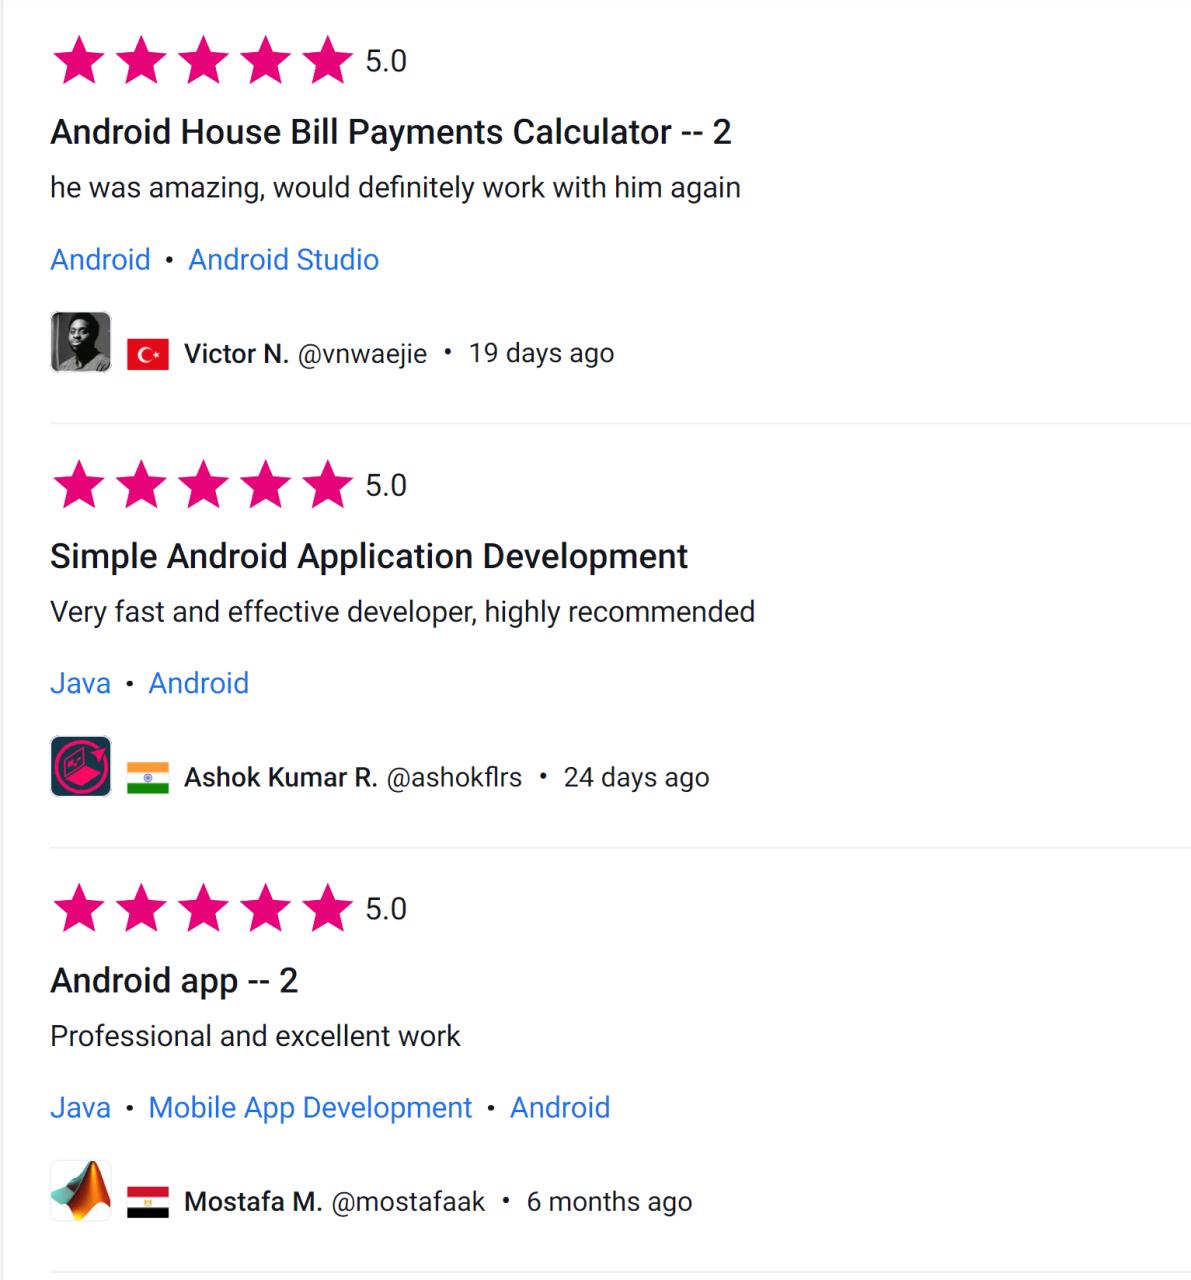 5.0
Android House Bill Payments Calculator -- 2
he was amazing, would definitely work with him again
Android • Android Studio
Victor N. @vnwaejie • 19 days ago
5.0
Simple Android Application Development
Very fast and effective developer, highly recommended
Java • Android
Ashok Kumar R. @ashokflrs • 24 days ago
5.0
Android app -- 2
Professional and excellent work
Java • Mobile App Development • Android
Mostafa M. @mostafaak • 6 months ago